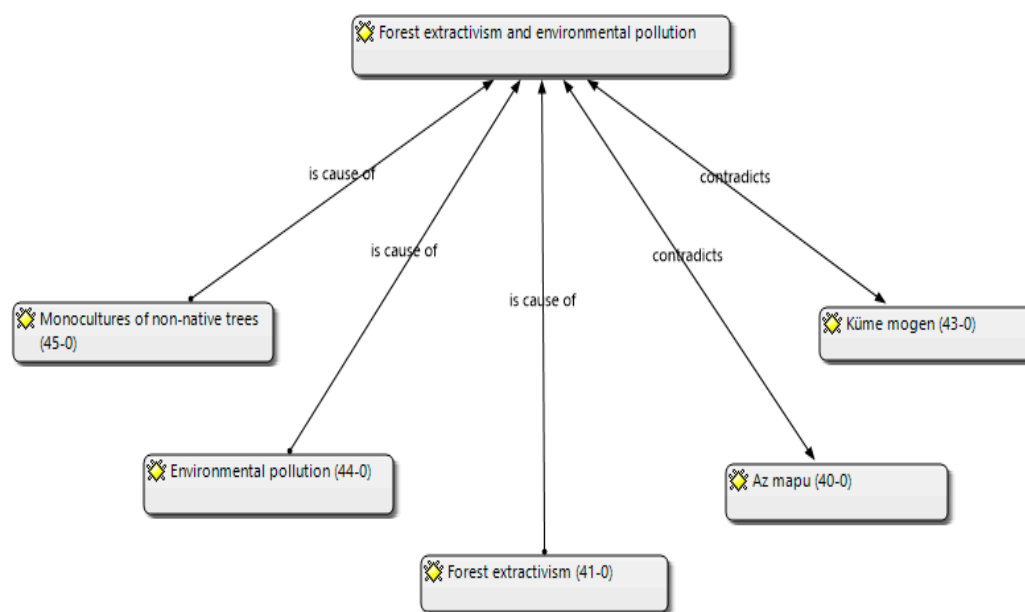 Forest extractivism and environmental pollution
is cause of
contradicts
is cause of
contradicts
is cause of
Monocultures of non-native trees
(45-0)
Küme mogen (43-0)
Environmental pollution (44-0)
Az mapu (40-0)
Forest extractivism (41-0)